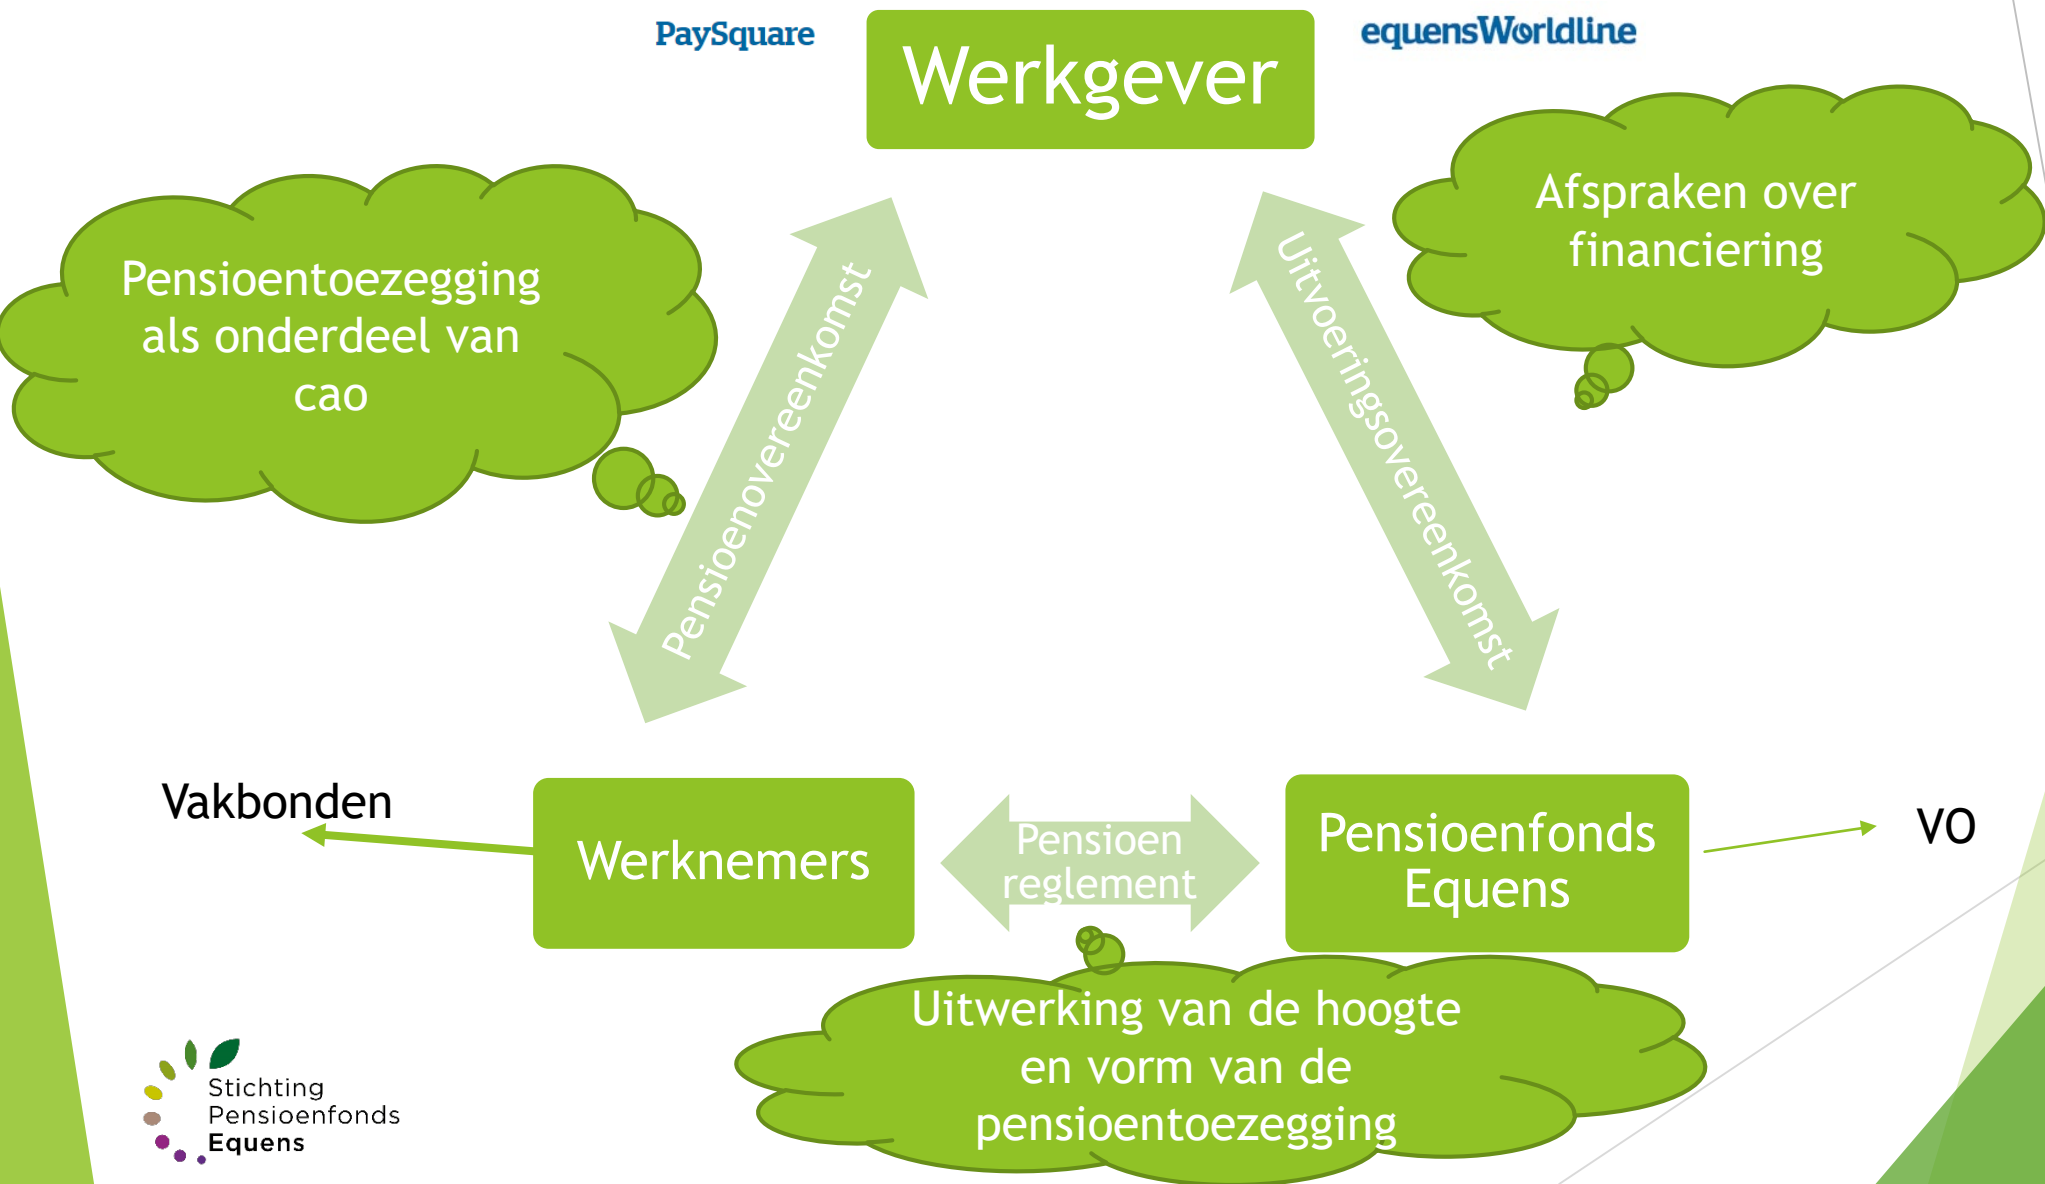 PaySquare
Werkgever
equensWorldline
Afspraken over
financiering
Pensioentoezegging
als onderdeel van
cao
Pensioenovereenkomst
Uitvoeringsovereenkomst
Vakbonden
Werknemers
Pensioen
reglement
Pensioenfonds
Equens
VO
Uitwerking van de hoogte
en vorm van de
pensioentoezegging
Stichting
Pensioenfonds
Equens